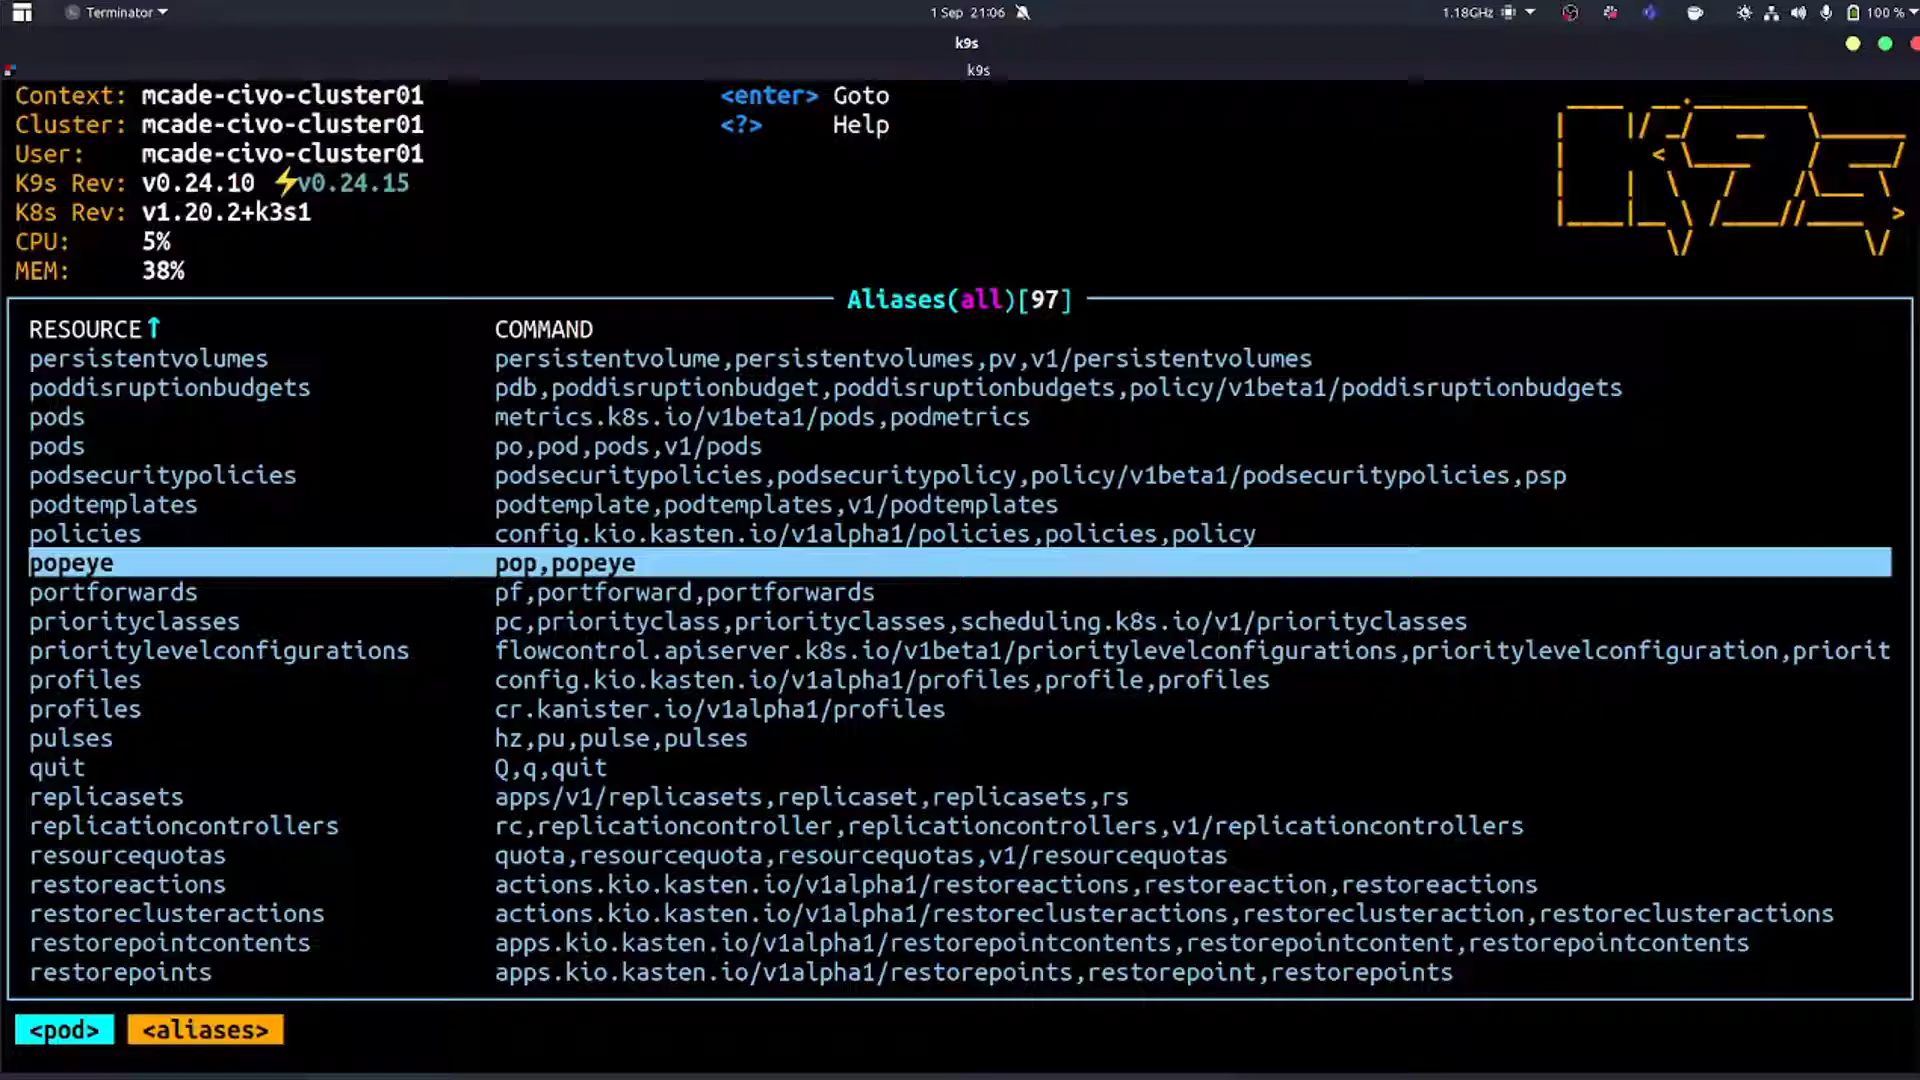 Terminator
1 Sep 21:06
1.18GHz
100 %
k9s
k9s
Context: mcade-civo-cluster01
<enter> Goto
Cluster: mcade-civo-cluster01
<?> Help
User: mcade-civo-cluster01
K9s Rev: v0.24.10 ⚡v0.24.15
K8s Rev: v1.20.2+k3s1
CPU: 5%
MEM: 38%
Aliases(all)[97]
RESOURCE↑ COMMAND
persistentvolumes persistentvolume,persistentvolumes,pv,v1/persistentvolumes
poddisruptionbudgets pdb,poddisruptionbudget,poddisruptionbudgets,policy/v1beta1/poddisruptionbudgets
pods metrics.k8s.io/v1beta1/pods,podmetrics
pods po,pod,pods,v1/pods
podsecuritypolicies podsecuritypolicies,podsecuritypolicy,policy/v1beta1/podsecuritypolicies,psp
podtemplates podtemplate,podtemplates,v1/podtemplates
policies config.kio.kasten.io/v1alpha1/policies,policies,policy
popeye pop,popeye
portforwards pf,portforward,portforwards
priorityclasses pc,priorityclass,priorityclasses,scheduling.k8s.io/v1/priorityclasses
prioritylevelconfigurations flowcontrol.apiserver.k8s.io/v1beta1/prioritylevelconfigurations,prioritylevelconfiguration,priorit
profiles config.kio.kasten.io/v1alpha1/profiles,profile,profiles
profiles cr.kanister.io/v1alpha1/profiles
pulses hz,pu,pulse,pulses
quit Q,q,quit
replicasets apps/v1/replicasets,replicaset,replicasets,rs
replicationcontrollers rc,replicationcontroller,replicationcontrollers,v1/replicationcontrollers
resourcequotas quota,resourcequota,resourcequotas,v1/resourcequotas
restoreactions actions.kio.kasten.io/v1alpha1/restoreactions,restoreaction,restoreactions
restoreclusteractions actions.kio.kasten.io/v1alpha1/restoreclusteractions,restoreclusteraction,restoreclusteractions
restorepointcontents apps.kio.kasten.io/v1alpha1/restorepointcontents,restorepointcontent,restorepointcontents
restorepoints apps.kio.kasten.io/v1alpha1/restorepoints,restorepoint,restorepoints
<pod> <aliases>